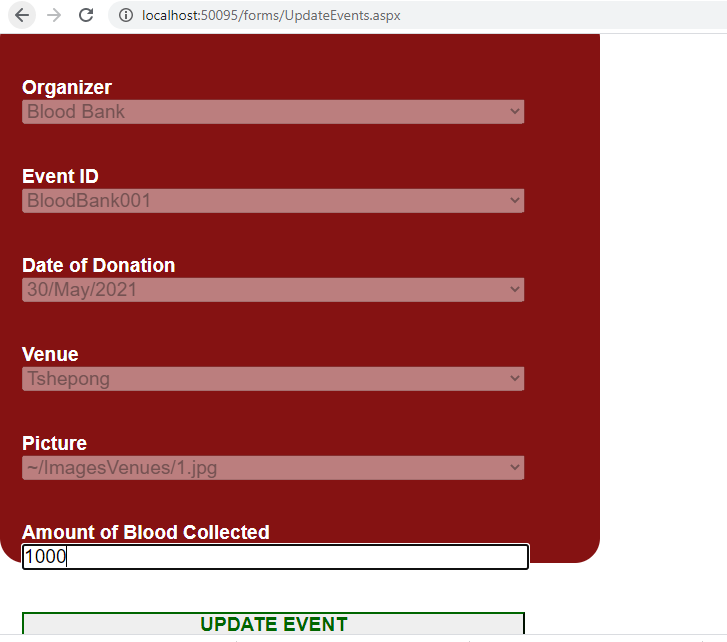 localhost:50095/forms/UpdateEvents.aspx
Organizer
Blood Bank
Event ID
BloodBank001
Date of Donation
30/May/2021
Venue
Tshepong
Picture
~/ImagesVenues/1.jpg
Amount of Blood Collected
1000
UPDATE EVENT